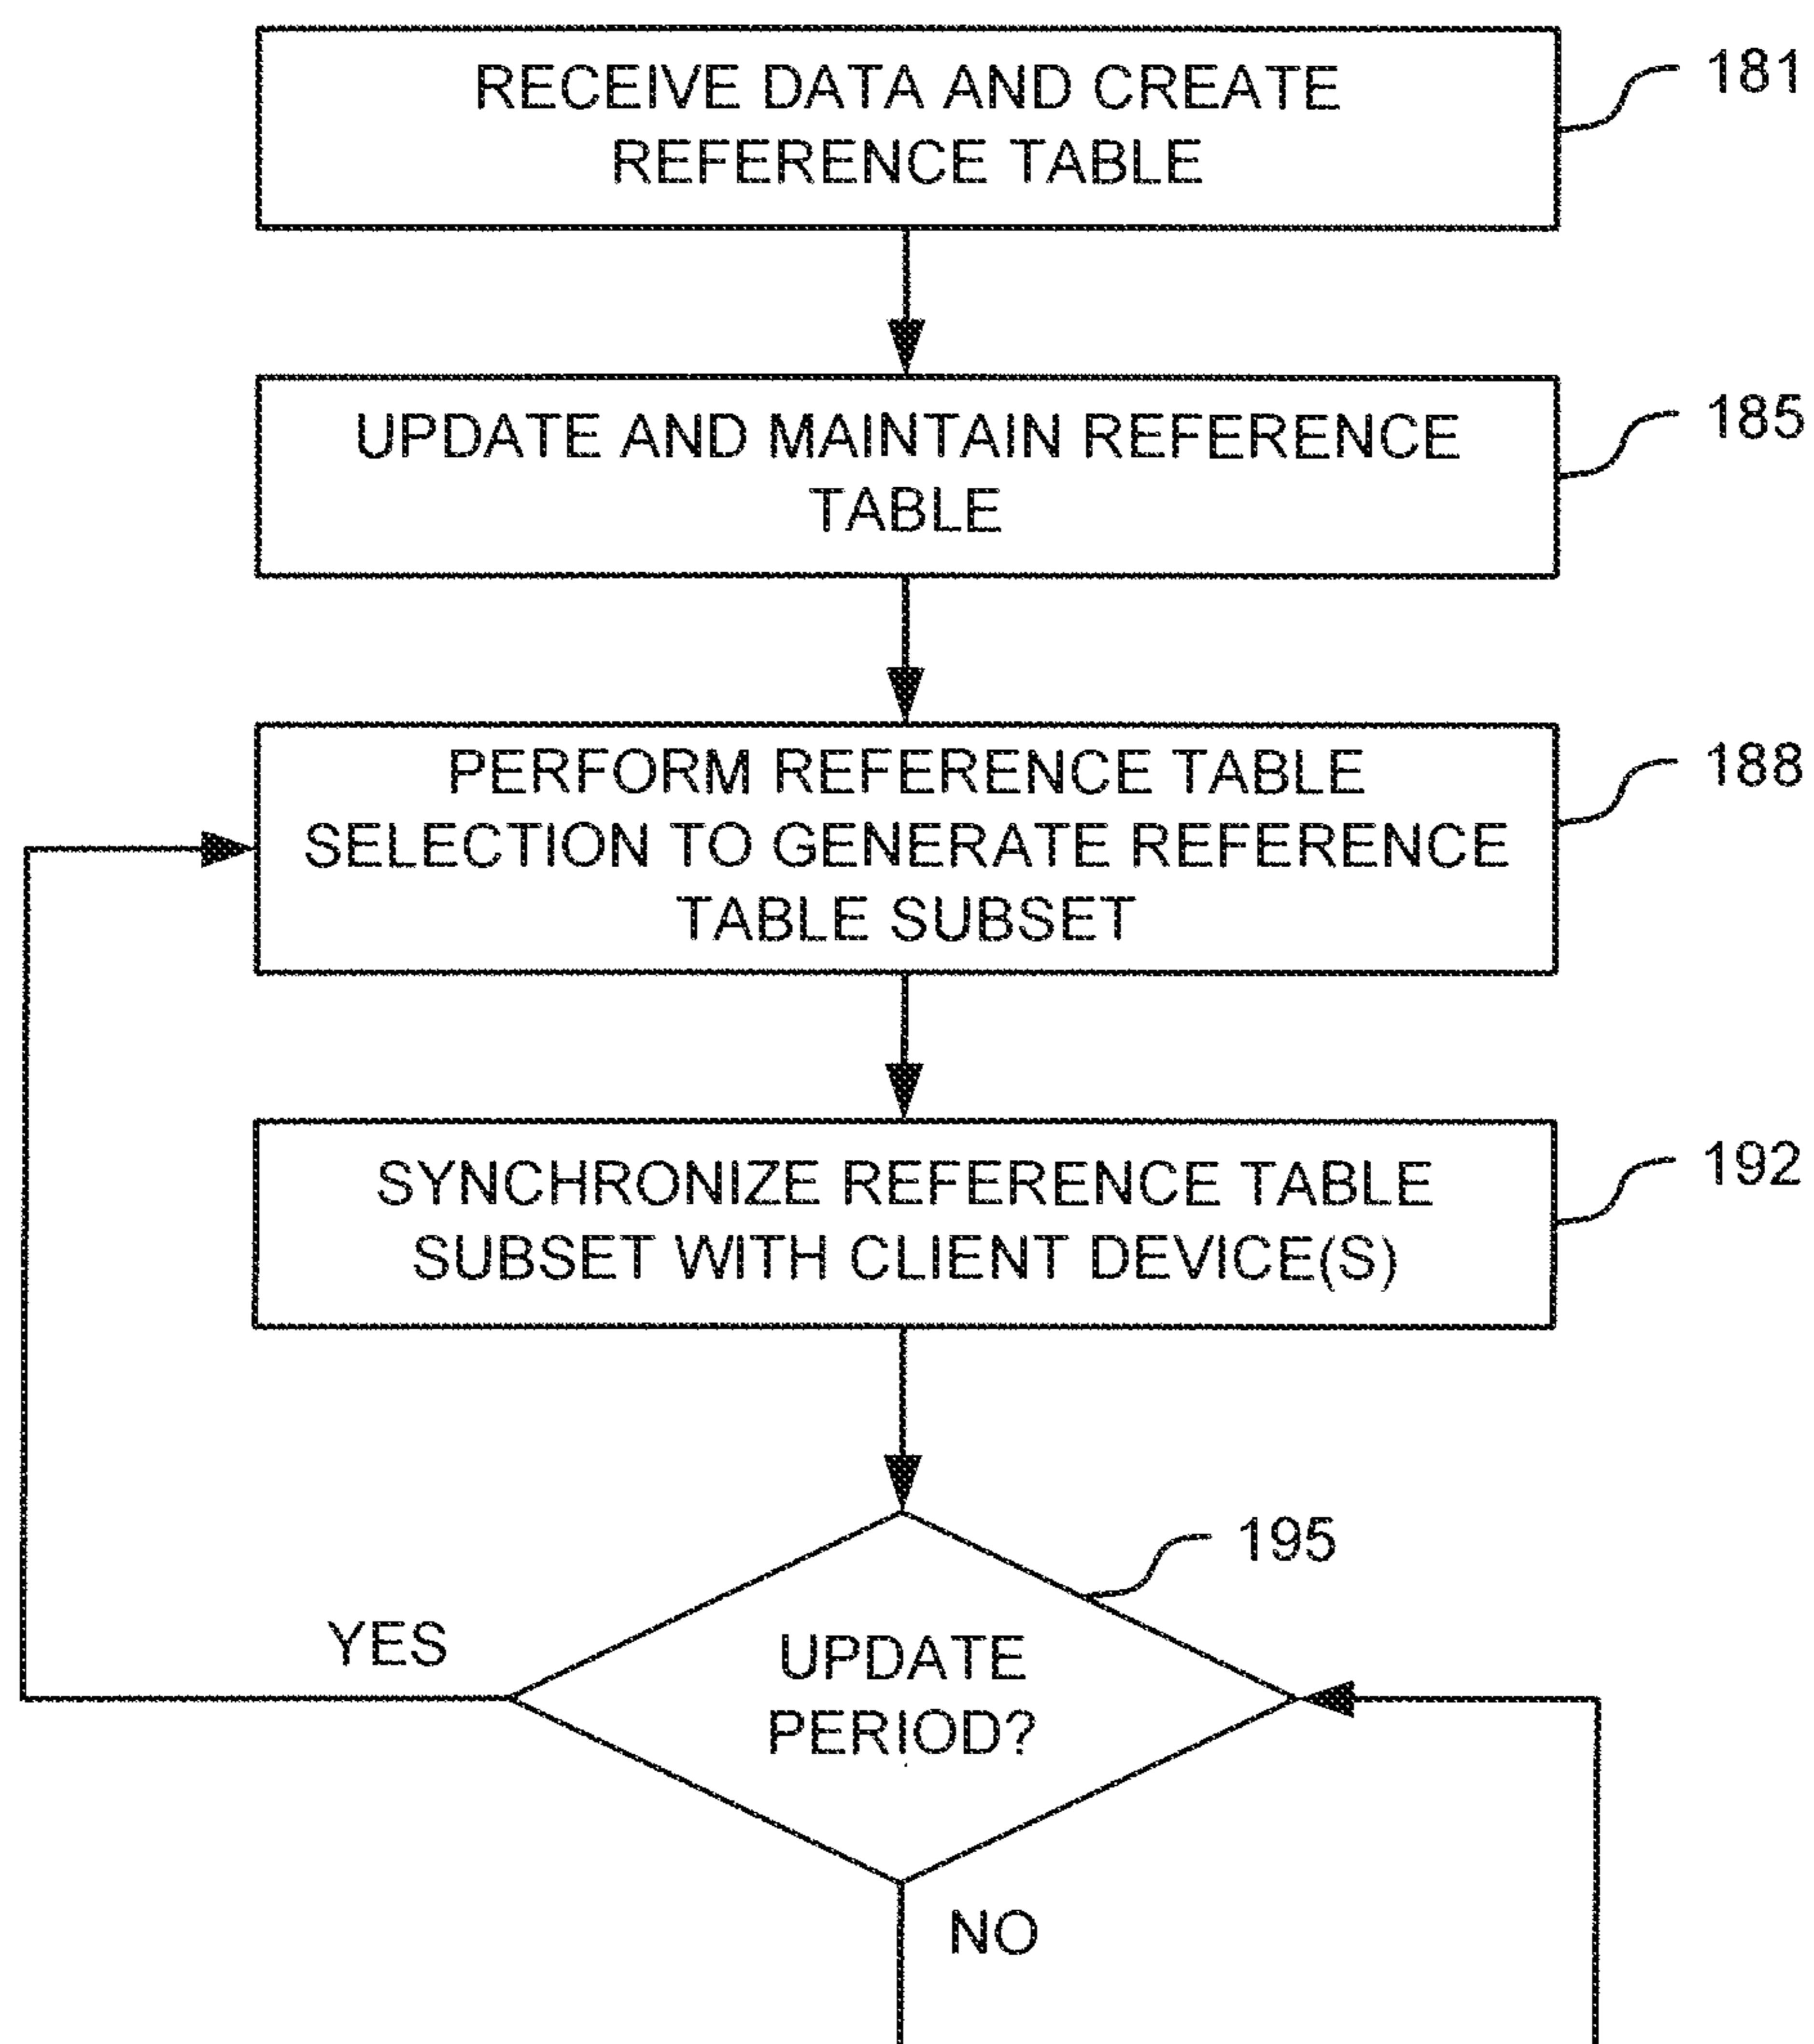 RECEIVE DATA AND CREATE
REFERENCE TABLE
181
UPDATE AND MAINTAIN REFERENCE
TABLE
185
PERFORM REFERENCE TABLE
SELECTION TO GENERATE REFERENCE
TABLE SUBSET
188
SYNCHRONIZE REFERENCE TABLE
SUBSET WITH CLIENT DEVICE(S)
192
195
YES
UPDATE
PERIOD?
NO